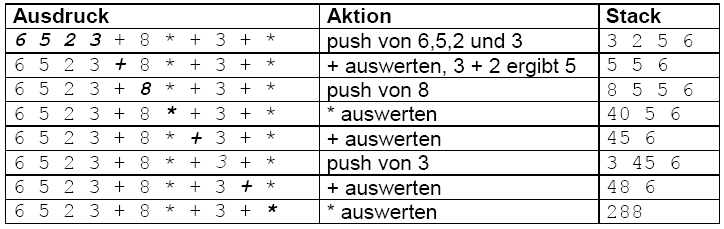 Ausdruck Aktion Stack
6 5 2 3 + 8 * + 3 + * push von 6,5,2 und 3 3 2 5 6
6 5 2 3 + 8 * + 3 + * + auswerten, 3 + 2 ergibt 5 5 5 6
6 5 2 3 + 8 * + 3 + * push von 8 8 5 5 6
6 5 2 3 + 8 * + 3 + * * auswerten 40 5 6
6 5 2 3 + 8 * + 3 + * + auswerten 45 6
6 5 2 3 + 8 * + 3 + * push von 3 3 45 6
6 5 2 3 + 8 * + 3 + * + auswerten 48 6
6 5 2 3 + 8 * + 3 + * * auswerten 288